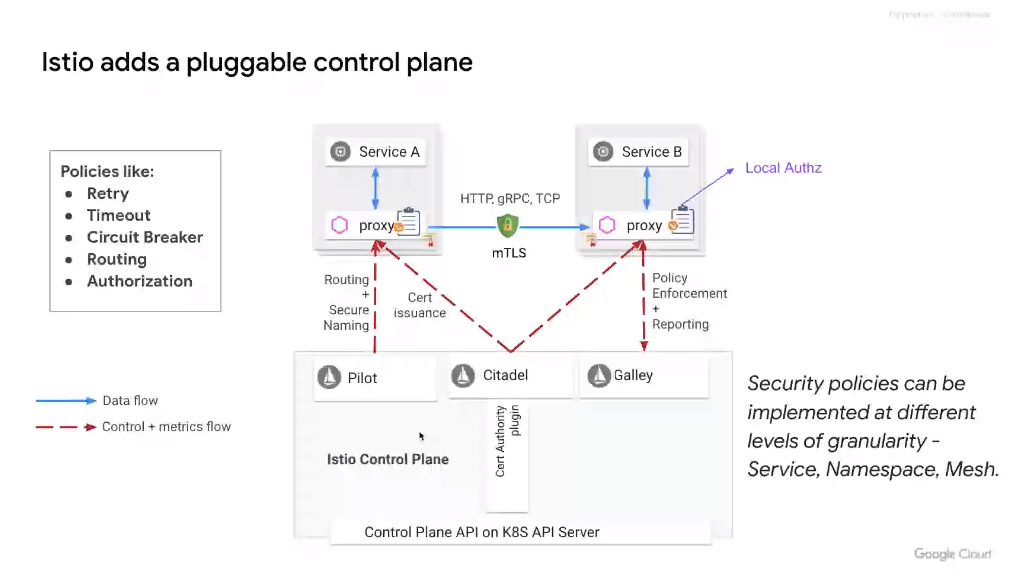 Istio adds a pluggable control plane
Policies like:
● Retry
● Timeout
● Circuit Breaker
● Routing
● Authorization
Service A
Service B
Local Authz
HTTP, gRPC, TCP
proxy
proxy
mTLS
Routing
+
Secure
Naming
Cert
issuance
Policy
Enforcement
+
Reporting
Pilot
Citadel
Galley
Data flow
Control + metrics flow
Cert Authority
plugin
Istio Control Plane
Control Plane API on K8S API Server
Security policies can be
implemented at different
levels of granularity -
Service, Namespace, Mesh.
Google Cloud